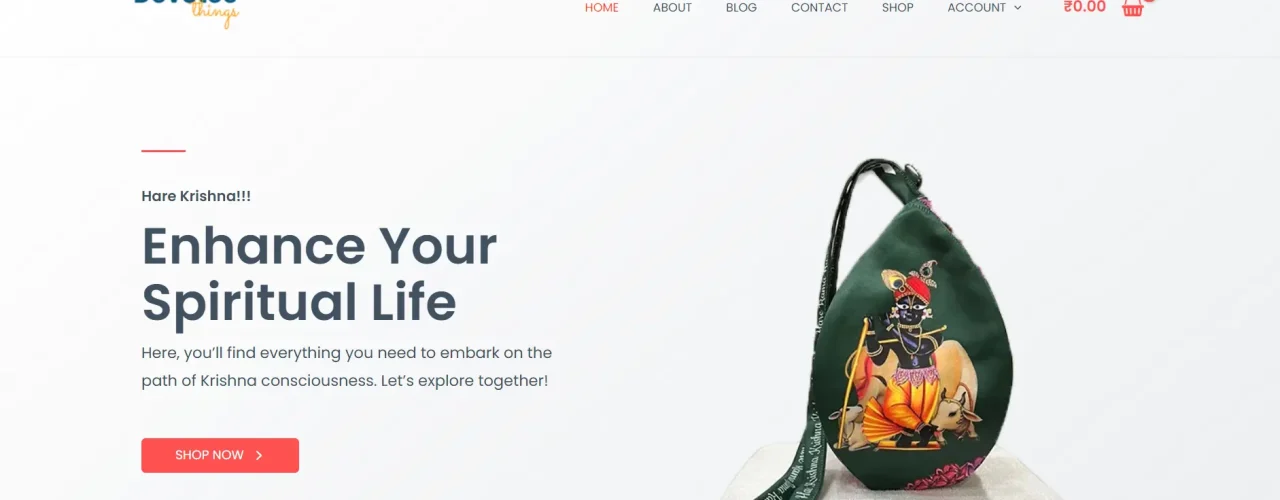 things
HOME ABOUT BLOG CONTACT SHOP ACCOUNT ₹0.00
Hare Krishna!!!
Enhance Your
Spiritual Life
Here, you’ll find everything you need to embark on the
path of Krishna consciousness. Let’s explore together!
SHOP NOW